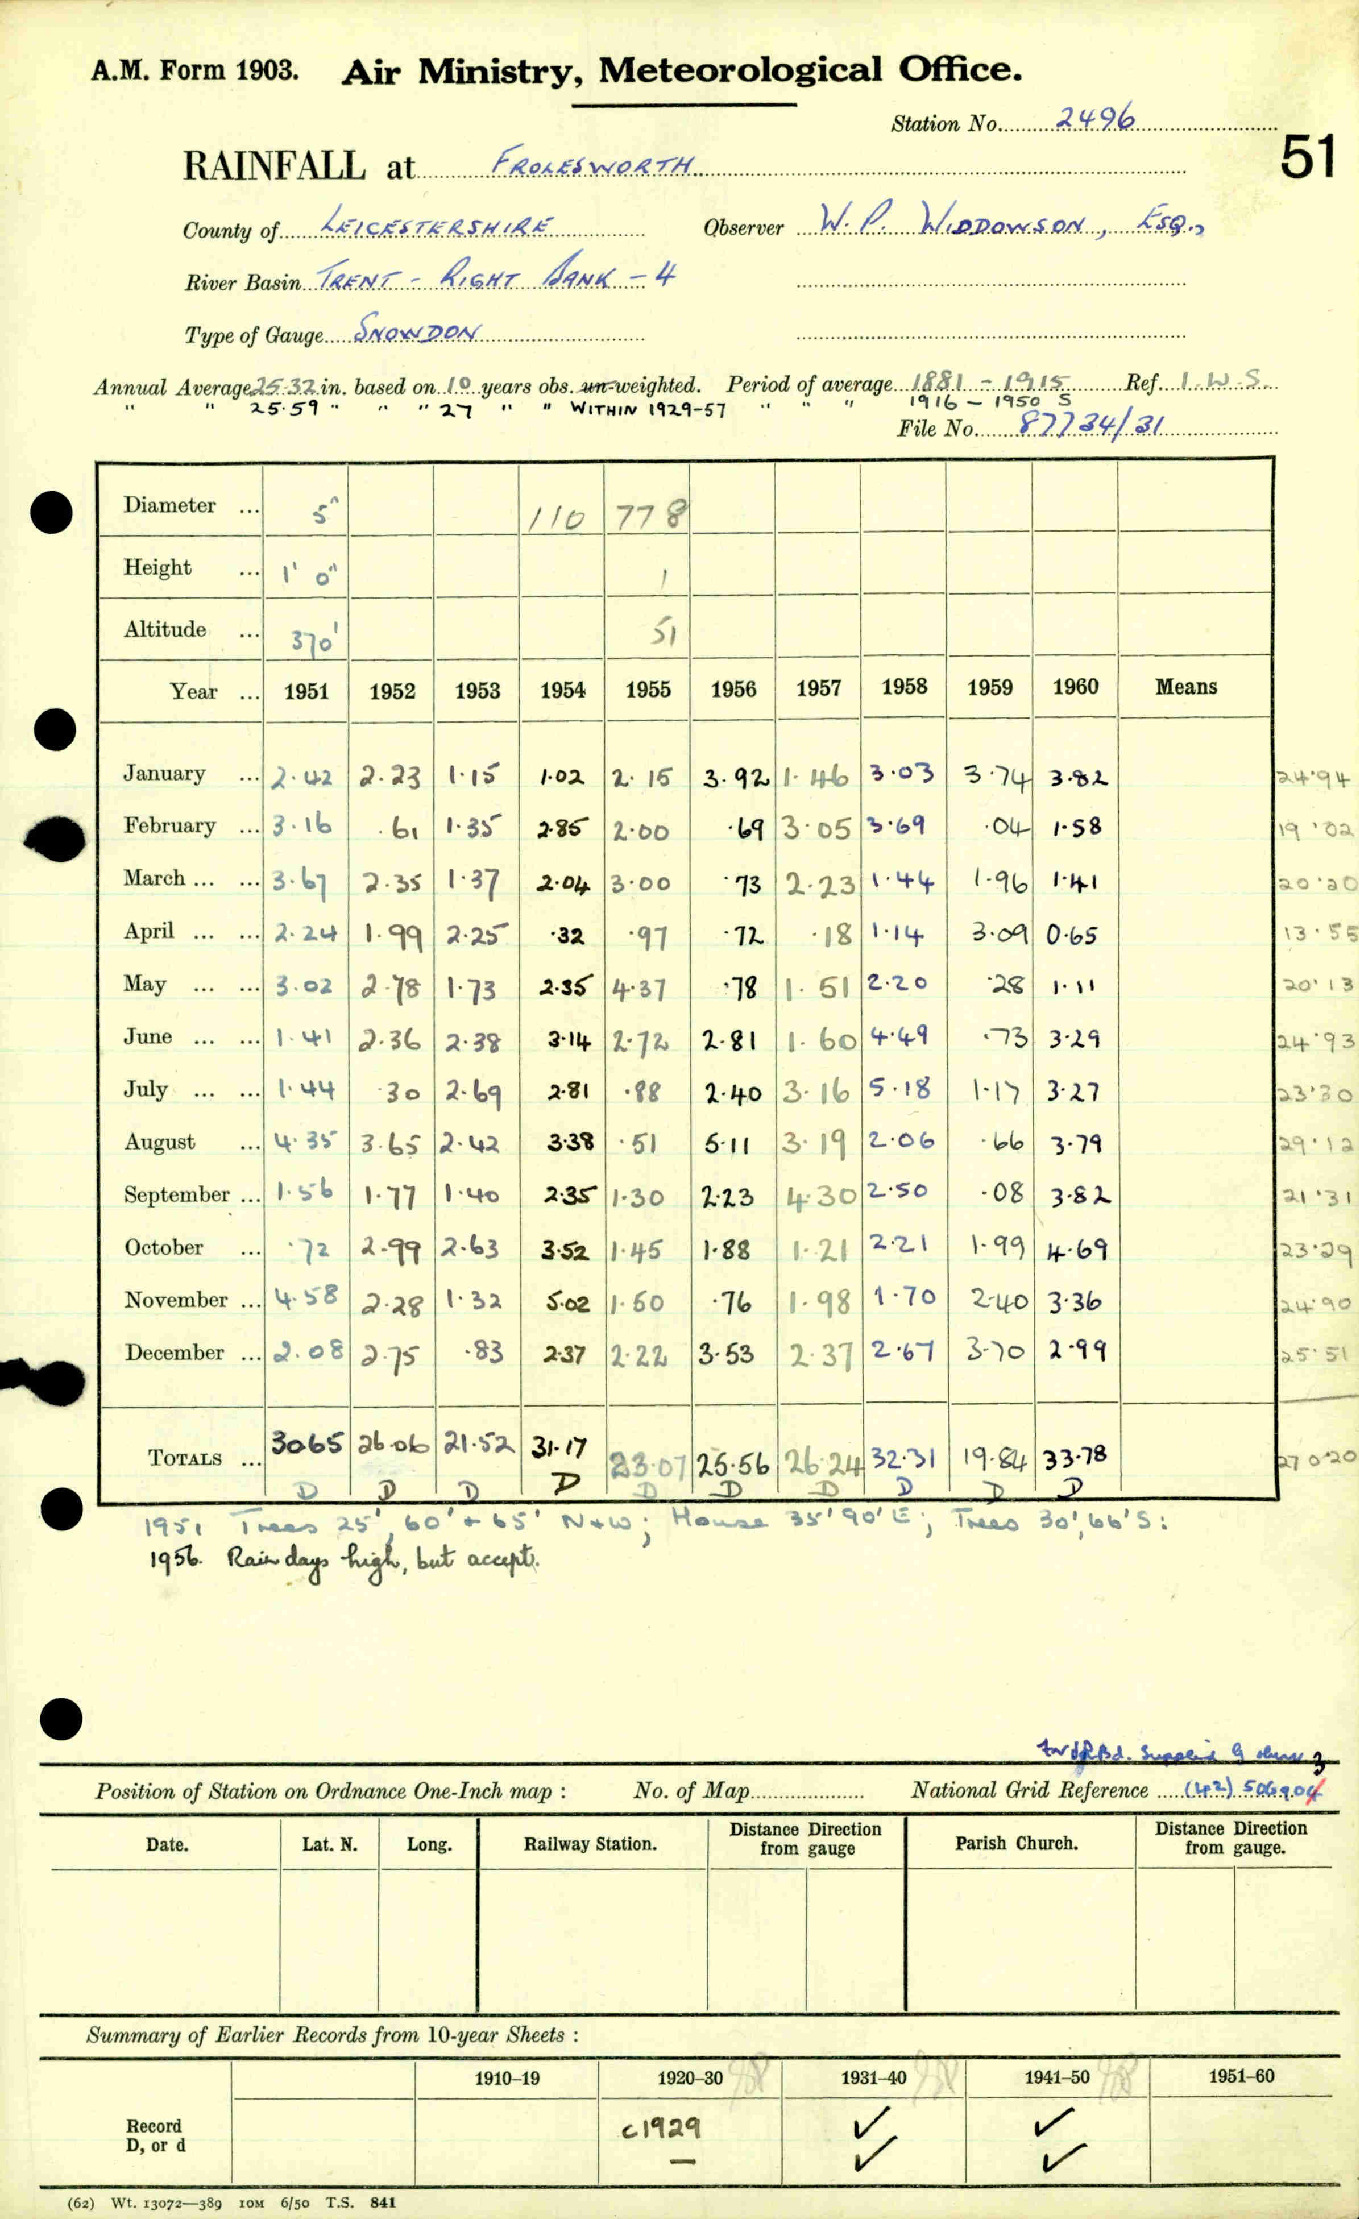 A.M. Form 1903. Air Ministry, Meteorological Office.
Station No. 2496
51
RAINFALL at FROLESWORTH
County of LEICESTERSHIRE Observer W. P. WIDDOWSON, ESQ.,
River Basin TRENT - RIGHT BANK - 4
Type of Gauge SNOWDON
Annual Average 25.32 in. based on 10 years obs. un-weighted. Period of average 1881 - 1915 Ref. I.W.S.
" " 25.59 " " " 27 " " WITHIN 1929-57 " " " 1916 - 1950 S
File No. 87734/31
Diameter ... 5" 110 778
Height ... 1' 0" 1
Altitude ... 370' 51
Year ... 1951 1952 1953 1954 1955 1956 1957 1958 1959 1960 Means
January ... 2.42 2.23 1.15 1.02 2.15 3.92 1.46 3.03 3.74 3.82 24.94
February ... 3.16 .61 1.35 2.85 2.00 .69 3.05 3.69 .04 1.58 19.02
March ... ... 3.67 2.35 1.37 2.04 3.00 .73 2.23 1.44 1.96 1.41 20.20
April ... ... 2.24 1.99 2.25 .32 .97 .72 .18 1.14 3.09 0.65 13.55
May ... ... 3.02 2.78 1.73 2.35 4.37 .78 1.51 2.20 .28 1.11 20.13
June ... ... 1.41 2.36 2.38 3.14 2.72 2.81 1.60 4.49 .73 3.29 24.93
July ... ... 1.44 .30 2.69 2.81 .88 2.40 3.16 5.18 1.17 3.27 23.30
August ... 4.35 3.65 2.42 3.38 .51 5.11 3.19 2.06 .66 3.79 29.12
September ... 1.56 1.77 1.40 2.35 1.30 2.23 4.30 2.50 .08 3.82 21.31
October ... .72 2.99 2.63 3.52 1.45 1.88 1.21 2.21 1.99 4.69 23.29
November ... 4.58 2.28 1.32 5.02 1.50 .76 1.98 1.70 2.40 3.36 24.90
December ... 2.08 2.75 .83 2.37 2.22 3.53 2.37 2.67 3.70 2.99 25.51
TOTALS ... 30.65 26.06 21.52 31.17 23.07 25.56 26.24 32.31 19.84 33.78 270.20
D D D D D D D D D D
1951 Trees 25', 60' + 65' N+W; House 35' 90' E; Trees 30', 66' S;
1956. Rain days high, but accept.
3
Position of Station on Ordnance One-Inch map : No. of Map National Grid Reference (42) 506904
Date. Lat. N. Long. Railway Station. Distance from Direction gauge Parish Church. Distance from Direction gauge.
Summary of Earlier Records from 10-year Sheets :
1910–19 1920–30 1931–40 1941–50 1951–60
Record c1929 ✓ ✓
D, or d — ✓ ✓
(62) Wt. 13072—389 10M 6/50 T.S. 841